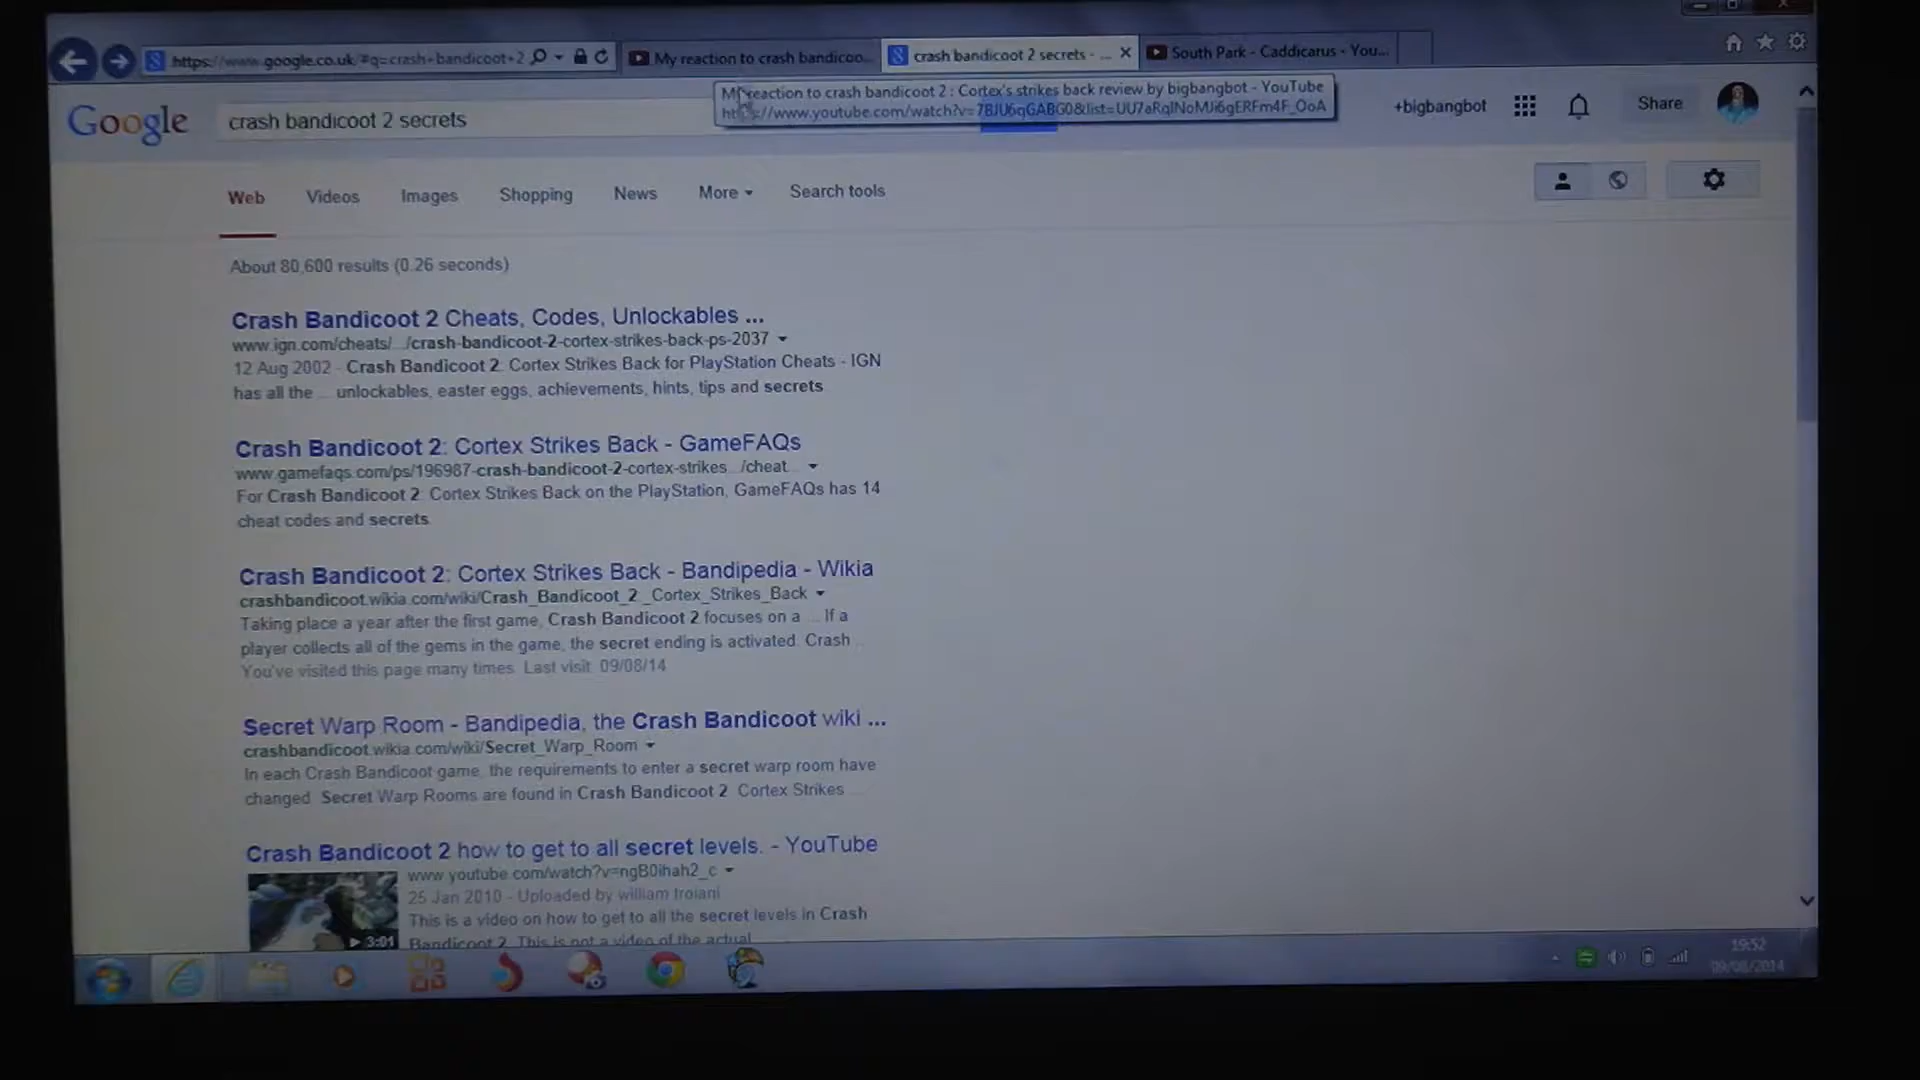 https://www.google.co.uk/#q=crash+bandicoot+2
My reaction to crash bandicoo...
crash bandicoot 2 secrets - ...
South Park - Caddicarus - You...
My reaction to crash bandicoot 2 : Cortex's strikes back review by bigbangbot - YouTube
https://www.youtube.com/watch?v=7BJU6qGABG0&list=UU7aRqlNoMJi6gERFm4F_OoA
Google
crash bandicoot 2 secrets
+bigbangbot
Share
Web
Videos
Images
Shopping
News
More
Search tools
About 80,600 results (0.26 seconds)
Crash Bandicoot 2 Cheats, Codes, Unlockables ...
www.ign.com/cheats/.../crash-bandicoot-2-cortex-strikes-back-ps-2037
12 Aug 2002 - Crash Bandicoot 2: Cortex Strikes Back for PlayStation Cheats - IGN
has all the ... unlockables, easter eggs, achievements, hints, tips and secrets
Crash Bandicoot 2: Cortex Strikes Back - GameFAQs
www.gamefaqs.com/ps/196987-crash-bandicoot-2-cortex-strikes.../cheat...
For Crash Bandicoot 2: Cortex Strikes Back on the PlayStation, GameFAQs has 14
cheat codes and secrets.
Crash Bandicoot 2: Cortex Strikes Back - Bandipedia - Wikia
crashbandicoot.wikia.com/wiki/Crash_Bandicoot_2:_Cortex_Strikes_Back
Taking place a year after the first game, Crash Bandicoot 2 focuses on a ... If a
player collects all of the gems in the game, the secret ending is activated. Crash ...
You've visited this page many times. Last visit: 09/08/14
Secret Warp Room - Bandipedia, the Crash Bandicoot wiki ...
crashbandicoot.wikia.com/wiki/Secret_Warp_Room
In each Crash Bandicoot game, the requirements to enter a secret warp room have
changed. Secret Warp Rooms are found in Crash Bandicoot 2: Cortex Strikes ...
Crash Bandicoot 2 how to get to all secret levels. - YouTube
www.youtube.com/watch?v=ngB0ihah2_c
25 Jan 2010 - Uploaded by william troiani
This is a video on how to get to all the secret levels in Crash
3:01
Bandicoot 2. This is not a video of the actual
19:52
09/08/2014